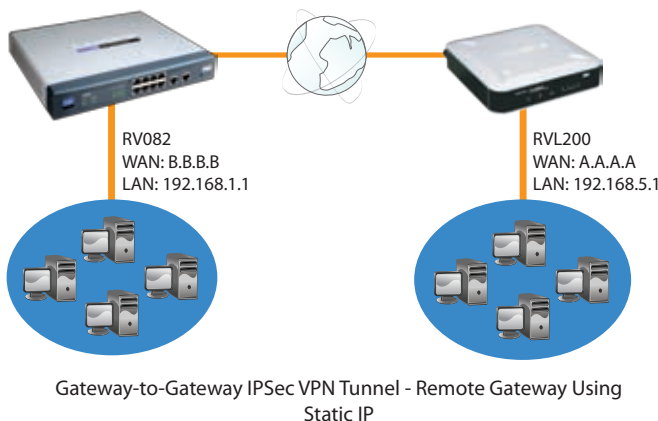 RV082
WAN: B.B.B.B
LAN: 192.168.1.1
RVL200
WAN: A.A.A.A
LAN: 192.168.5.1
Gateway-to-Gateway IPSec VPN Tunnel - Remote Gateway Using
Static IP